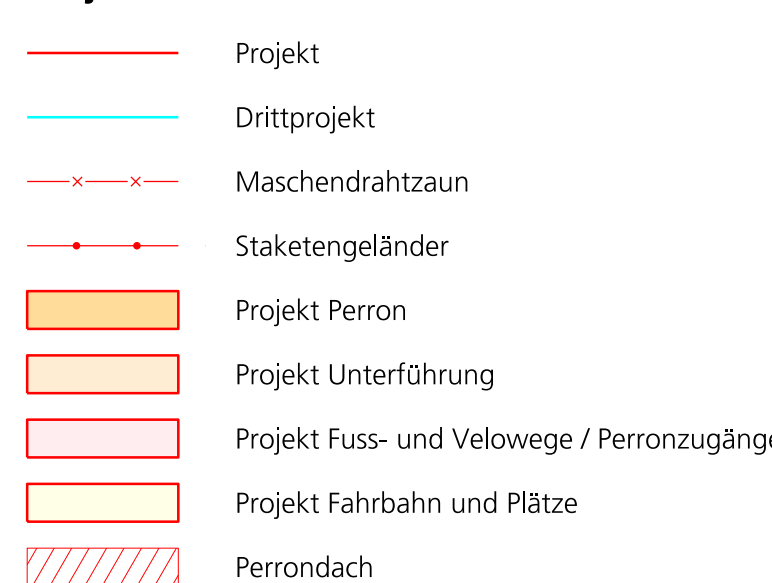 Projekt
Drittprojekt
Maschendrahtzaun
Staketengeländer
Projekt Perron
Projekt Unterführung
Projekt Fuss- und Velowege / Perronzugänge
Projekt Fahrbahn und Plätze
Perrondach